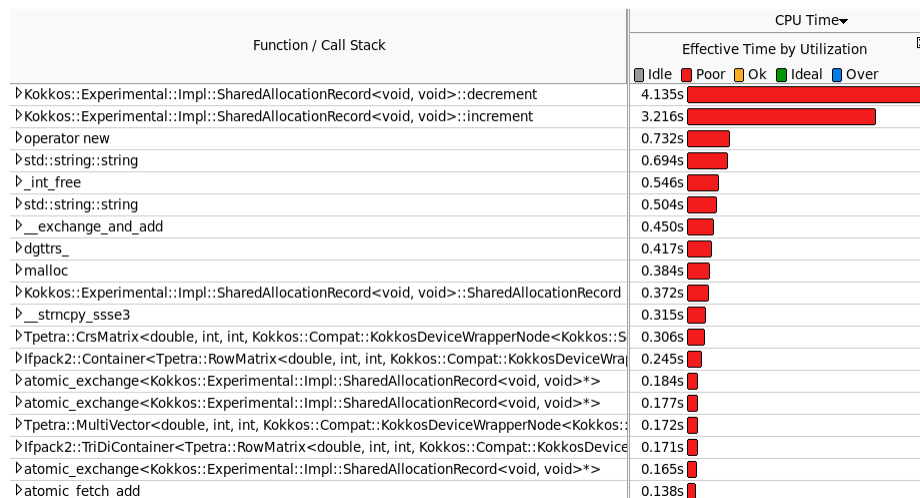 Function / Call Stack
CPU Time
Effective Time by Utilization
Idle Poor Ok Ideal Over
Kokkos::Experimental::Impl::SharedAllocationRecord<void, void>::decrement 4.135s
Kokkos::Experimental::Impl::SharedAllocationRecord<void, void>::increment 3.216s
operator new 0.732s
std::string::string 0.694s
_int_free 0.546s
std::string::string 0.504s
__exchange_and_add 0.450s
dgttrs_ 0.417s
malloc 0.384s
Kokkos::Experimental::Impl::SharedAllocationRecord<void, void>::SharedAllocationRecord 0.372s
__strncpy_ssse3 0.315s
Tpetra::CrsMatrix<double, int, int, Kokkos::Compat::KokkosDeviceWrapperNode<Kokkos::S 0.306s
Ifpack2::Container<Tpetra::RowMatrix<double, int, int, Kokkos::Compat::KokkosDeviceWrap 0.245s
atomic_exchange<Kokkos::Experimental::Impl::SharedAllocationRecord<void, void>*> 0.184s
atomic_exchange<Kokkos::Experimental::Impl::SharedAllocationRecord<void, void>*> 0.177s
Tpetra::MultiVector<double, int, int, Kokkos::Compat::KokkosDeviceWrapperNode<Kokkos:: 0.172s
Ifpack2::TriDiContainer<Tpetra::RowMatrix<double, int, int, Kokkos::Compat::KokkosDevice 0.171s
atomic_exchange<Kokkos::Experimental::Impl::SharedAllocationRecord<void, void>*> 0.165s
atomic_fetch_add 0.138s